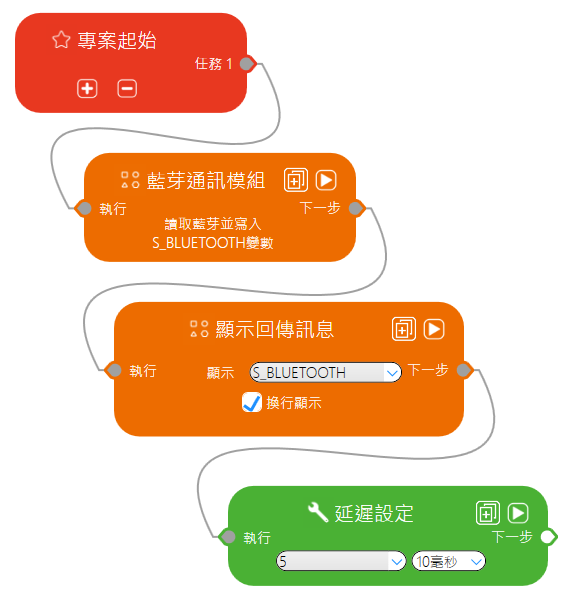 專案起始
任務 1
藍芽通訊模組
執行
下一步
讀取藍芽並寫入
S_BLUETOOTH變數
顯示回傳訊息
執行
顯示
S_BLUETOOTH
下一步
換行顯示
延遲設定
執行
下一步
5
10毫秒